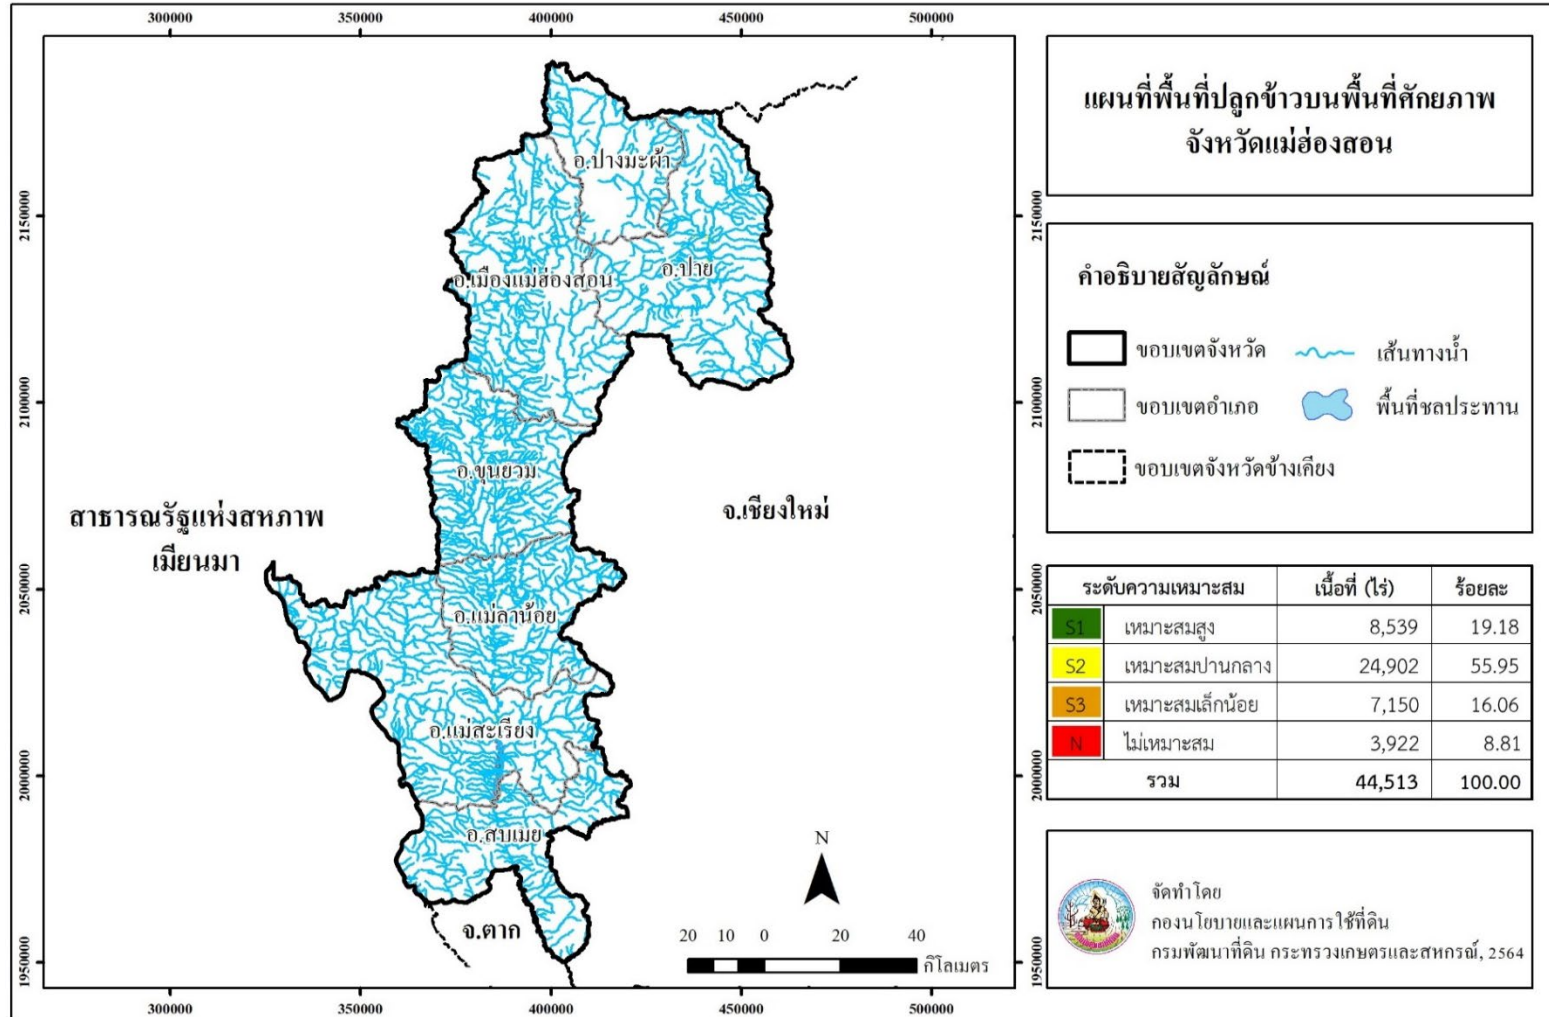 300000 350000 400000 450000 500000
แผนที่พื้นที่ปลูกข้าวบนพื้นที่ศักยภาพ
จังหวัดแม่ฮ่องสอน
2150000
2100000
2050000
2000000
1950000
2150000
2100000
2050000
2000000
1950000
อ.ปางมะผ้า
อ.ปาย
อ.เมืองแม่ฮ่องสอน
อ.ขุนยวม
สาธารณรัฐแห่งสหภาพ
เมียนมา
จ.เชียงใหม่
อ.แม่ลาน้อย
อ.แม่สะเรียง
อ.สบเมย
จ.ตาก
N
20 10 0 20 40
กิโลเมตร
300000 350000 400000 450000 500000
คำอธิบายสัญลักษณ์
ขอบเขตจังหวัด เส้นทางน้ำ
ขอบเขตอำเภอ พื้นที่ชลประทาน
ขอบเขตจังหวัดข้างเคียง
ระดับความเหมาะสม เนื้อที่ (ไร่) ร้อยละ
S1 เหมาะสมสูง 8,539 19.18
S2 เหมาะสมปานกลาง 24,902 55.95
S3 เหมาะสมเล็กน้อย 7,150 16.06
N ไม่เหมาะสม 3,922 8.81
รวม 44,513 100.00
จัดทำโดย
กองนโยบายและแผนการใช้ที่ดิน
กรมพัฒนาที่ดิน กระทรวงเกษตรและสหกรณ์, 2564